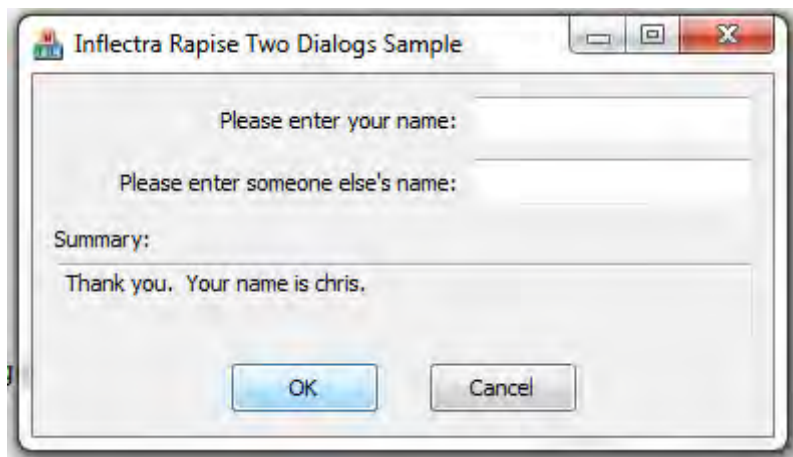 Inflectra Rapise Two Dialogs Sample
Please enter your name:
Please enter someone else's name:
Summary:
Thank you.  Your name is chris.
OK Cancel